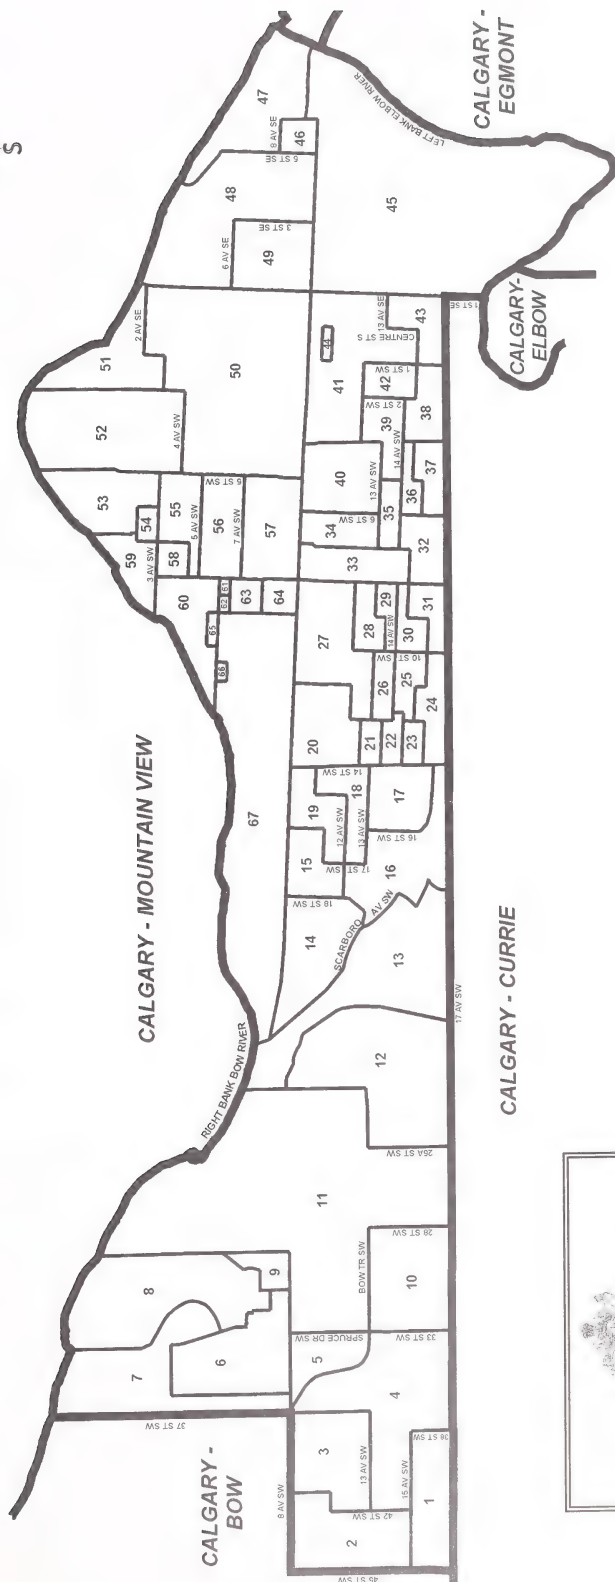 S
CALGARY -
EGMONT
LEFT BANK ELBOW RIVER
47
8 AV SE
46
6 ST SE
48
45
3 ST SE
6 AV SE
49
CALGARY-
ELBOW
1 ST SE
2 AV SE
51
50
13 AV SE
43
CENTRE ST S
44
41
1 ST SW
42
2 ST SW
38
39
14 AV SW
52
4 AV SW
40
13 AV SW
37
36
35
53
54
55
5 AV SW
56
6 ST SW
7 AV SW
57
34
6 ST SW
32
33
59
3 AV SW
58
60
61
62
63
64
65
66
27
28
29
14 AV SW
30
31
10 ST SW
26
25
24
20
21
22
23
CALGARY - MOUNTAIN VIEW
67
14 ST SW
19
18
12 AV SW
13 AV SW
17
16 ST SW
15
17 ST SW
16
18 ST SW
14
SCARBORO
AV SW
13
17 AV SW
CALGARY - CURRIE
RIGHT BANK BOW RIVER
12
26A ST SW
11
BOW TR SW
28 ST SW
10
8
9
7
6
SPRUCE DR SW
33 ST SW
5
37 ST SW
4
3
13 AV SW
15 AV SW
38 ST SW
CALGARY -
BOW
8 AV SW
42 ST SW
1
2
45 ST SW